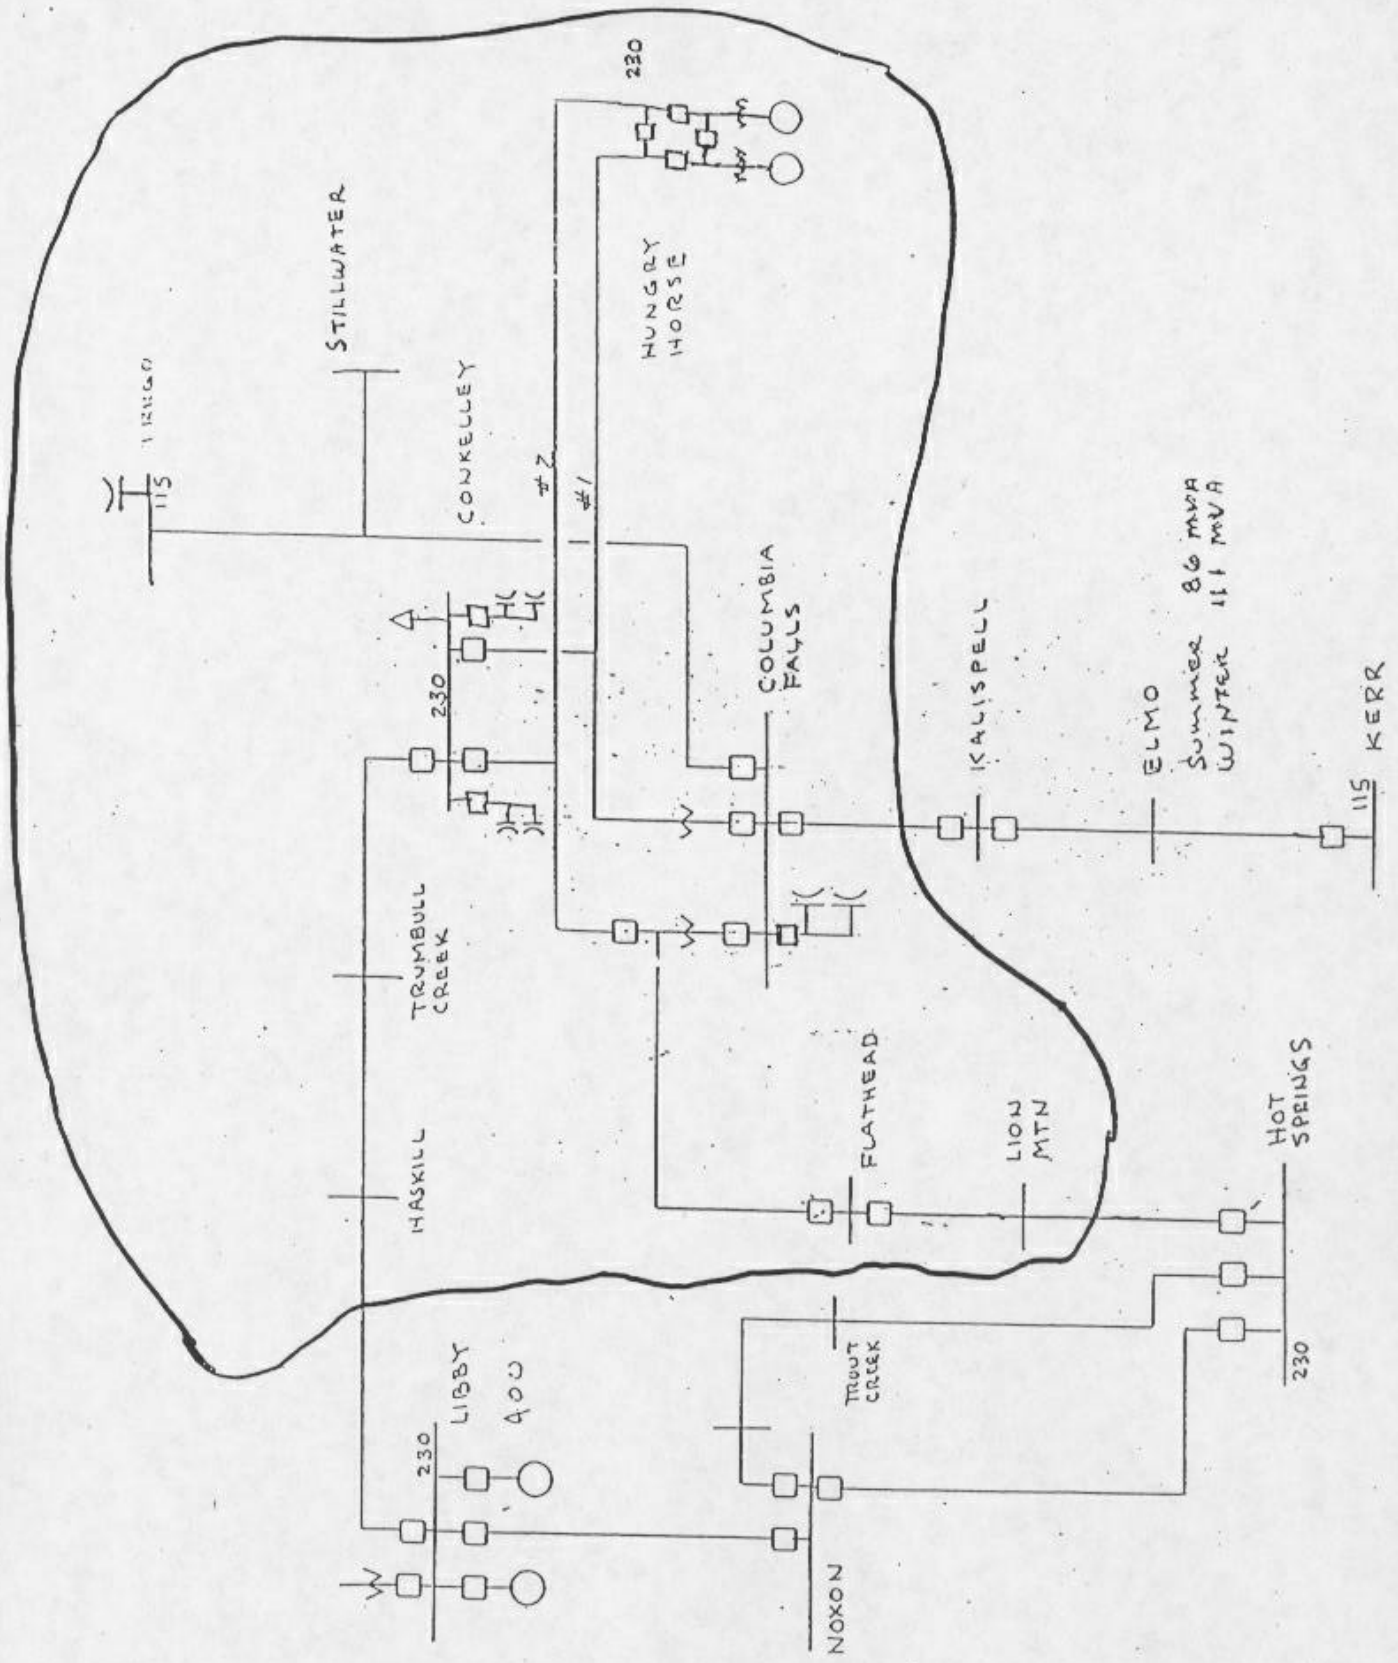 115
STILLWATER
HASKILL
TRUMBULL
CREEK
230
230
CONKELLEY
LIBBY
400
#2
#1
230
HUNGRY
HORSE
COLUMBIA
FALLS
NOXON
TROUT
CREEK
FLATHEAD
KALISPELL
LION
MTN
ELMO
Summer 86 MVA
WINTER 111 MVA
HOT
SPRINGS
230
115
KERR